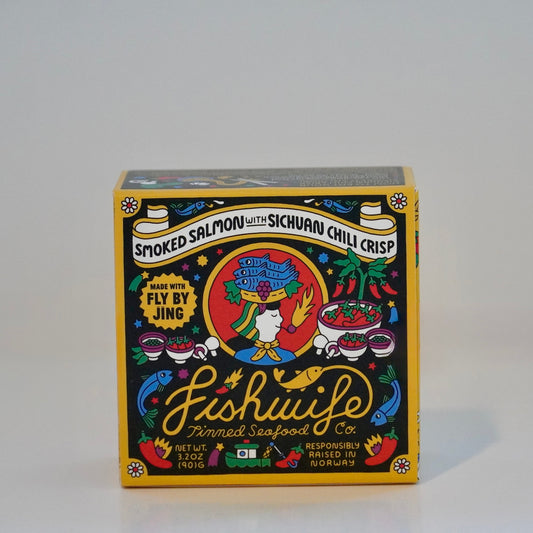 SMOKED SALMON WITH SICHUAN CHILI CRISP
MADE WITH
FLY BY
JING
Fishwife
Tinned Seafood Co.
NET WT.
3.2OZ
(90)G
RESPONSIBLY
RAISED IN
NORWAY